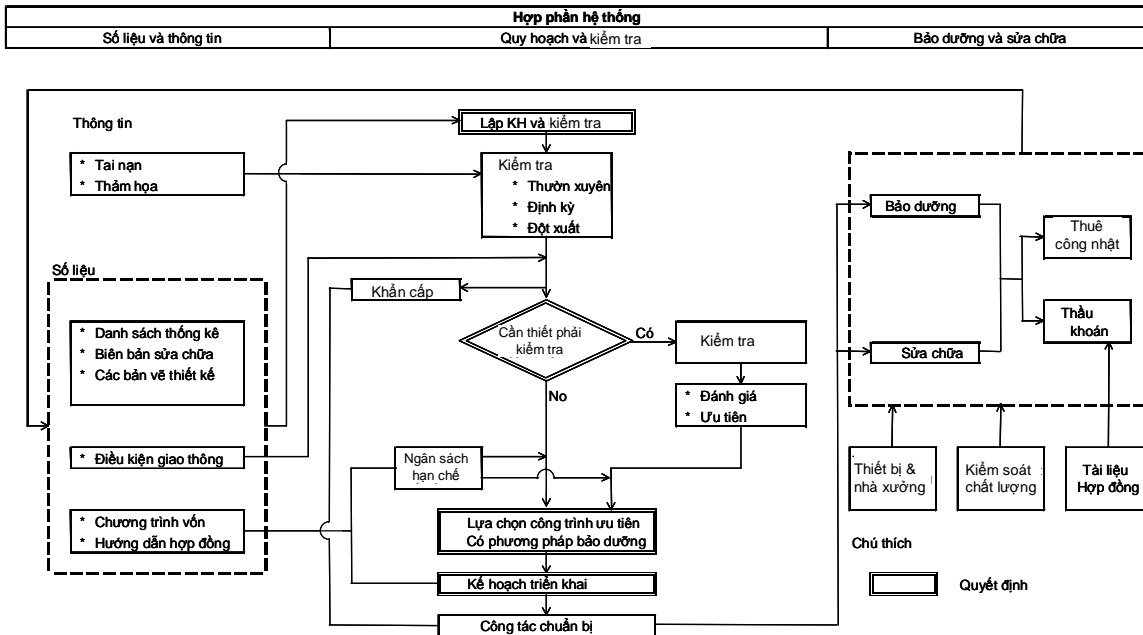 Hợp phần hệ thống
Số liệu và thông tin
Quy hoạch và kiểm tra
Bảo dưỡng và sửa chữa
Thông tin
* Tai nạn
* Thảm họa
Lập KH và kiểm tra
Kiểm tra
* Thườn xuyên
* Định kỳ
* Đột xuất
Bảo dưỡng
Thuê
công nhật
Số liệu
Khẩn cấp
* Danh sách thống kê
* Biên bản sửa chữa
* Các bản vẽ thiết kế
Cần thiết phải
kiểm tra
Có
Kiểm tra
Thầu
khoán
Sửa chữa
No
* Đánh giá
* Ưu tiên
* Điều kiện giao thông
Ngân sách
hạn chế
Thiết bị &
nhà xưởng
Kiểm soát
chất lượng
Tài liệu
Hợp đồng
* Chương trình vốn
* Hướng dẫn hợp đồng
Lựa chọn công trình ưu tiên
Có phương pháp bảo dưỡng
Chú thích
Kế hoạch triển khai
Quyết định
Công tác chuẩn bị